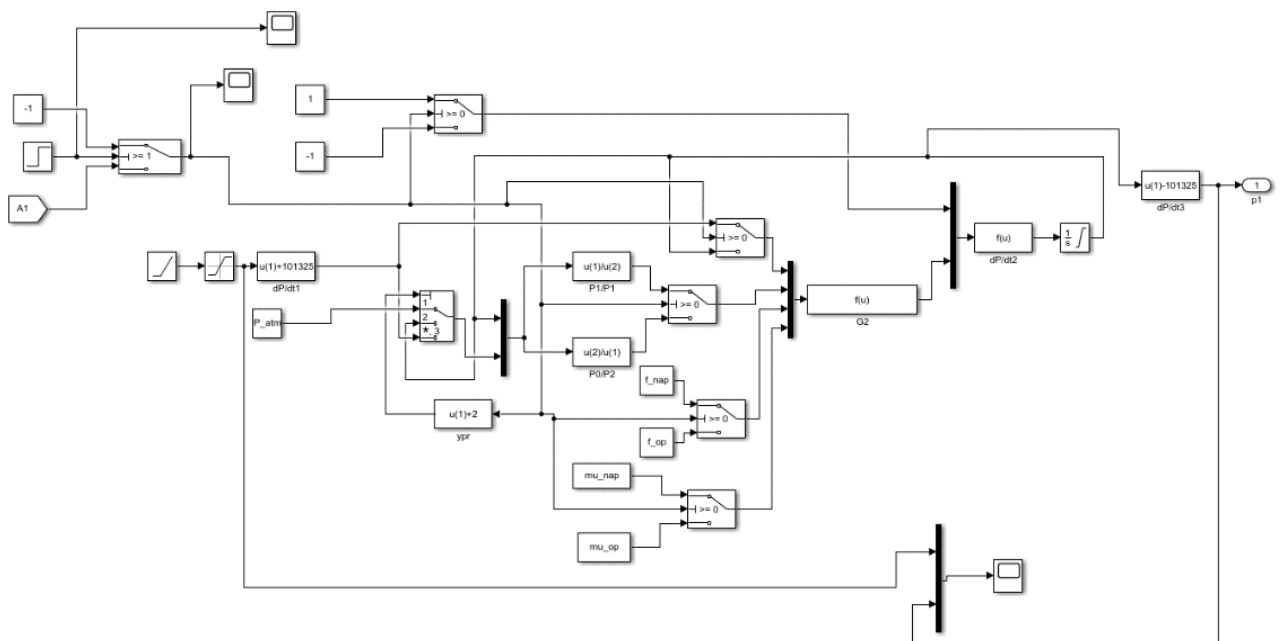 -1
>= 1
A1
1
-1
>= 0
u(1)-101325
dP/dt3
1
p1
>= 0
u(1)+101325
dP/dt1
P_atm
1
2
*, 3
u(1)/u(2)
P1/P1
>= 0
u(2)/u(1)
P0/P2
f(u)
G2
f(u)
dP/dt2
1
s
u(1)+2
ypr
f_nap
>= 0
f_op
mu_nap
>= 0
mu_op